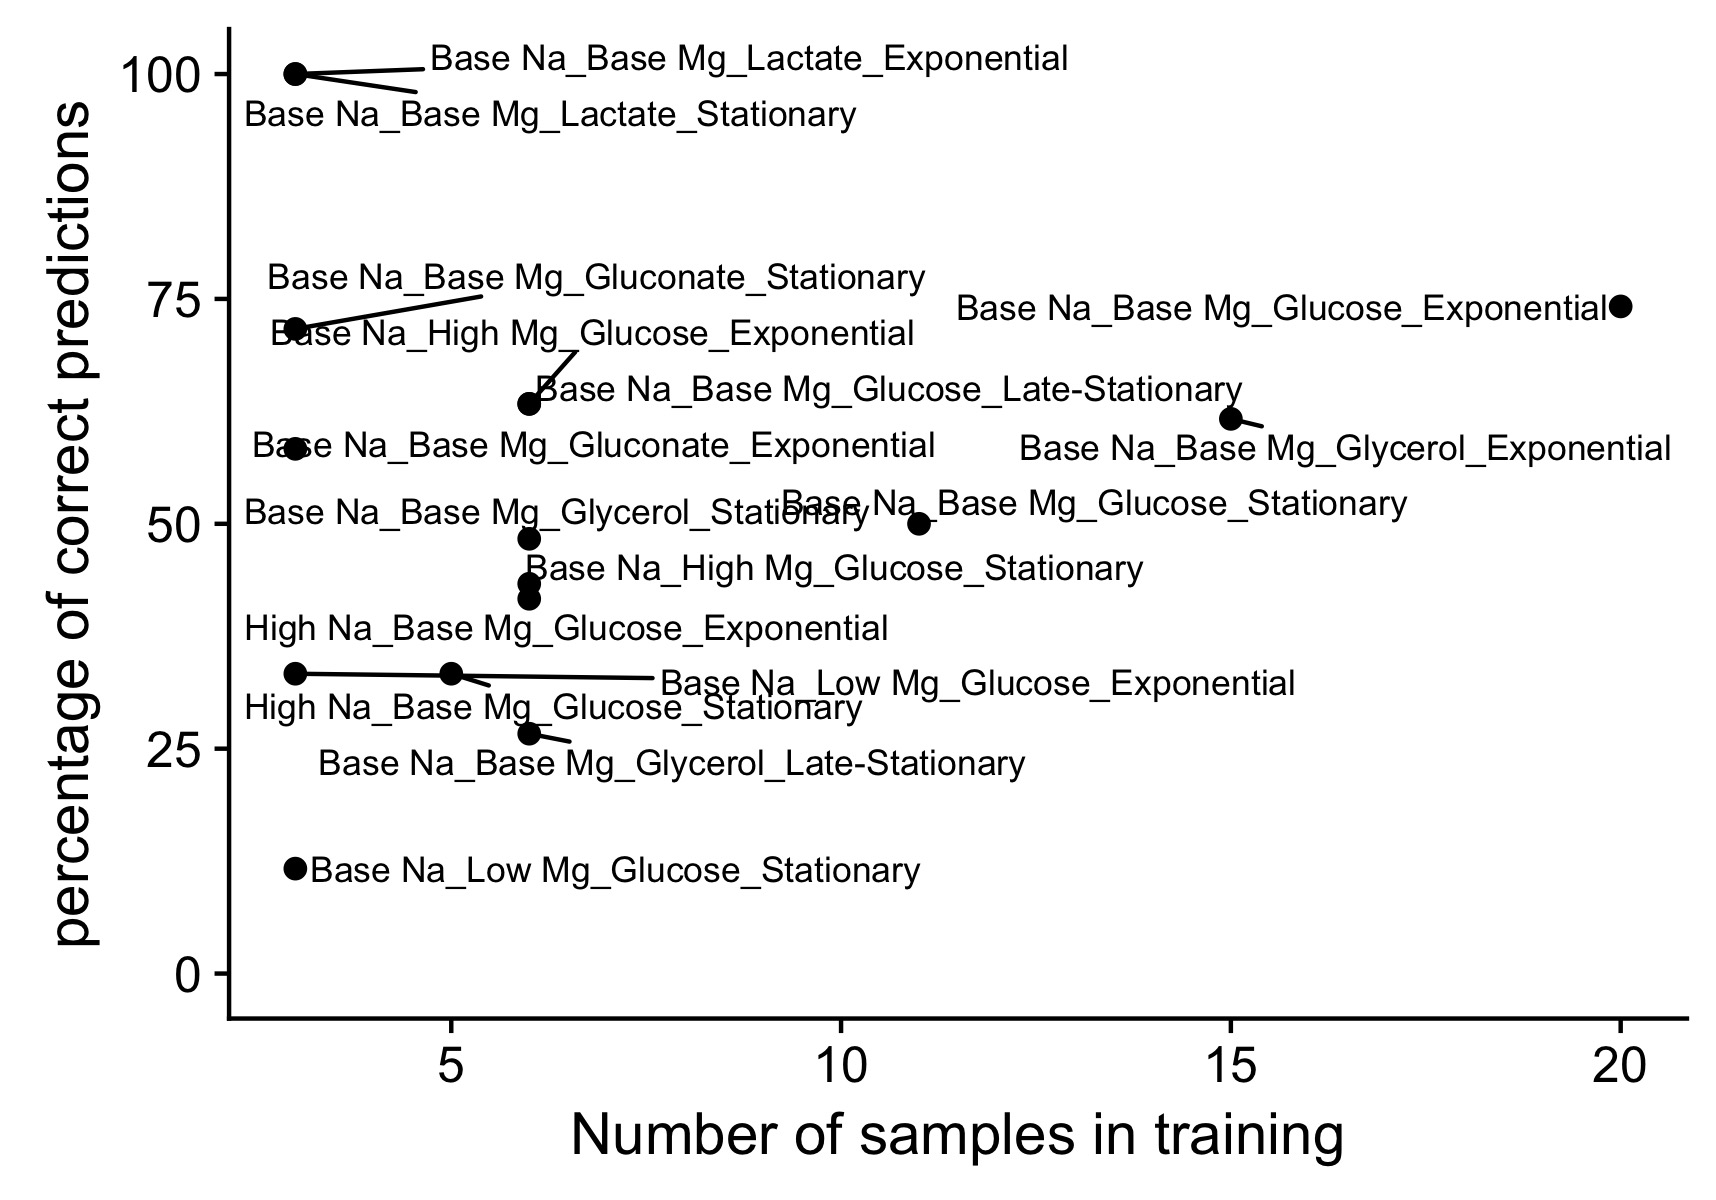 percentage of correct predictions
100
75
50
25
0
Base Na_Base Mg_Lactate_Exponential
Base Na_Base Mg_Lactate_Stationary
Base Na_Base Mg_Gluconate_Stationary
Base Na_Base Mg_Glucose_Exponential
Base Na_High Mg_Glucose_Exponential
Base Na_Base Mg_Glucose_Late-Stationary
Base Na_Base Mg_Gluconate_Exponential
Base Na_Base Mg_Glycerol_Exponential
Base Na_Base Mg_Glycerol_Stationary
Base Na_Base Mg_Glucose_Stationary
Base Na_High Mg_Glucose_Stationary
High Na_Base Mg_Glucose_Exponential
Base Na_Low Mg_Glucose_Exponential
High Na_Base Mg_Glucose_Stationary
Base Na_Base Mg_Glycerol_Late-Stationary
Base Na_Low Mg_Glucose_Stationary
5
10
15
20
Number of samples in training